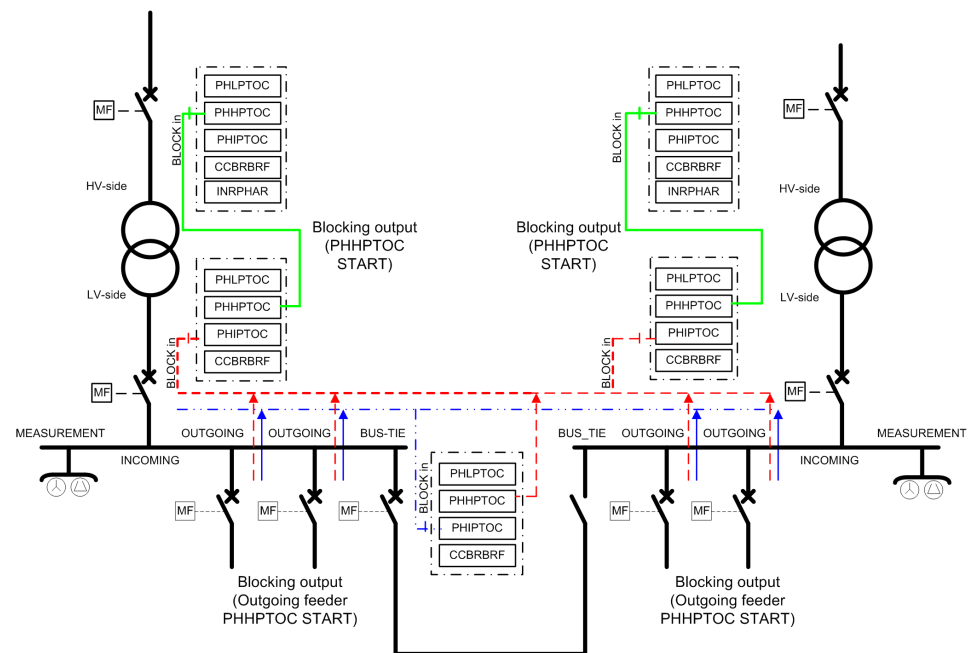 PHLPTOC
PHHPTOC
PHIPTOC
CCBRBRF
INRPHAR
BLOCK in
MF
HV-side
LV-side
Blocking output
(PHHPTOC
START)
PHLPTOC
PHHPTOC
PHIPTOC
CCBRBRF
BLOCK in
MF
PHLPTOC
PHHPTOC
PHIPTOC
CCBRBRF
INRPHAR
BLOCK in
MF
HV-side
LV-side
Blocking output
(PHHPTOC
START)
PHLPTOC
PHHPTOC
PHIPTOC
CCBRBRF
BLOCK in
MF
MEASUREMENT
OUTGOING
OUTGOING
BUS-TIE
INCOMING
BUS_TIE
OUTGOING
OUTGOING
MEASUREMENT
INCOMING
PHLPTOC
PHHPTOC
PHIPTOC
CCBRBRF
BLOCK in
MF
MF
MF
MF
MF
Blocking output
(Outgoing feeder
PHHPTOC START)
Blocking output
(Outgoing feeder
PHHPTOC START)